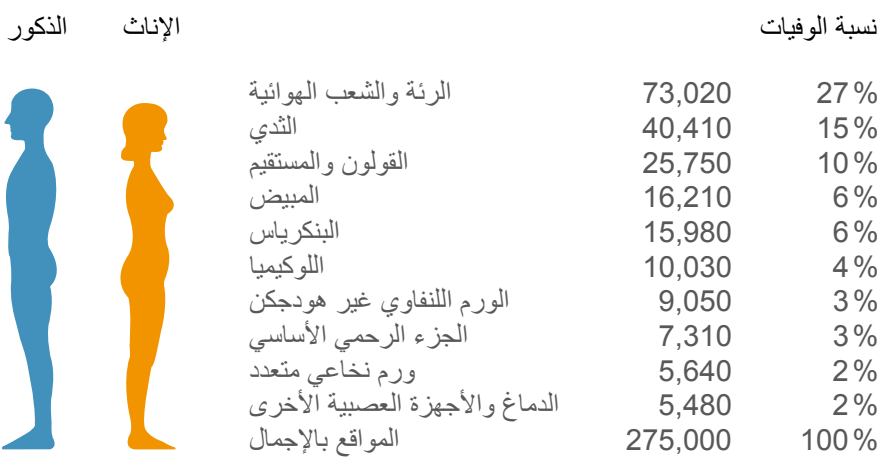 الذكور الإناث نسبة الوفيات
الرئة والشعب الهوائية 73,020 27%
الثدي 40,410 15%
القولون والمستقيم 25,750 10%
المبيض 16,210 6%
البنكرياس 15,980 6%
اللوكيميا 10,030 4%
الورم اللنفاوي غير هودجكن 9,050 3%
الجزء الرحمي الأساسي 7,310 3%
ورم نخاعي متعدد 5,640 2%
الدماغ والأجهزة العصبية الأخرى 5,480 2%
المواقع بالإجمال 275,000 100%